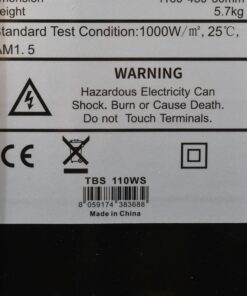 5.7kg
Standard Test Condition:1000W/㎡, 25℃,
AM1. 5
WARNING
Hazardous Electricity Can
Shock. Burn or Cause Death.
Do not Touch Terminals.
CE
TBS 110WS
8 059174 383688
Made in China